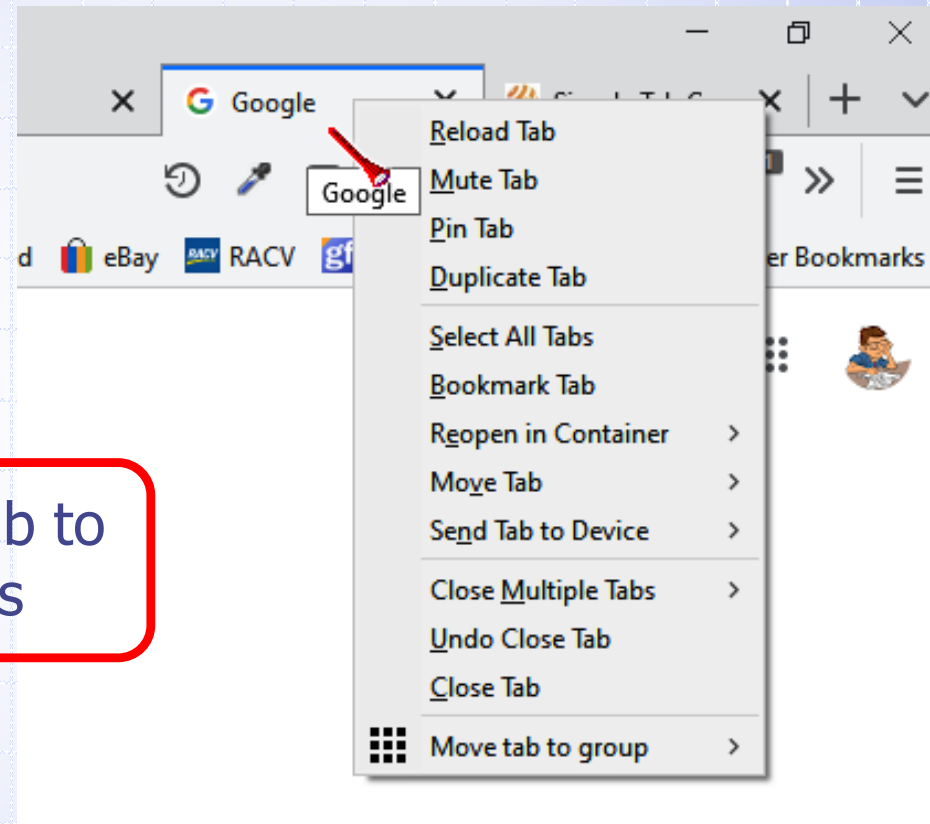 Google
Reload Tab
Google
Mute Tab
Pin Tab
eBay RACV gf
er Bookmarks
Duplicate Tab
Select All Tabs
Bookmark Tab
Reopen in Container
Move Tab
b to
Send Tab to Device
s
Close Multiple Tabs
Undo Close Tab
Close Tab
Move tab to group